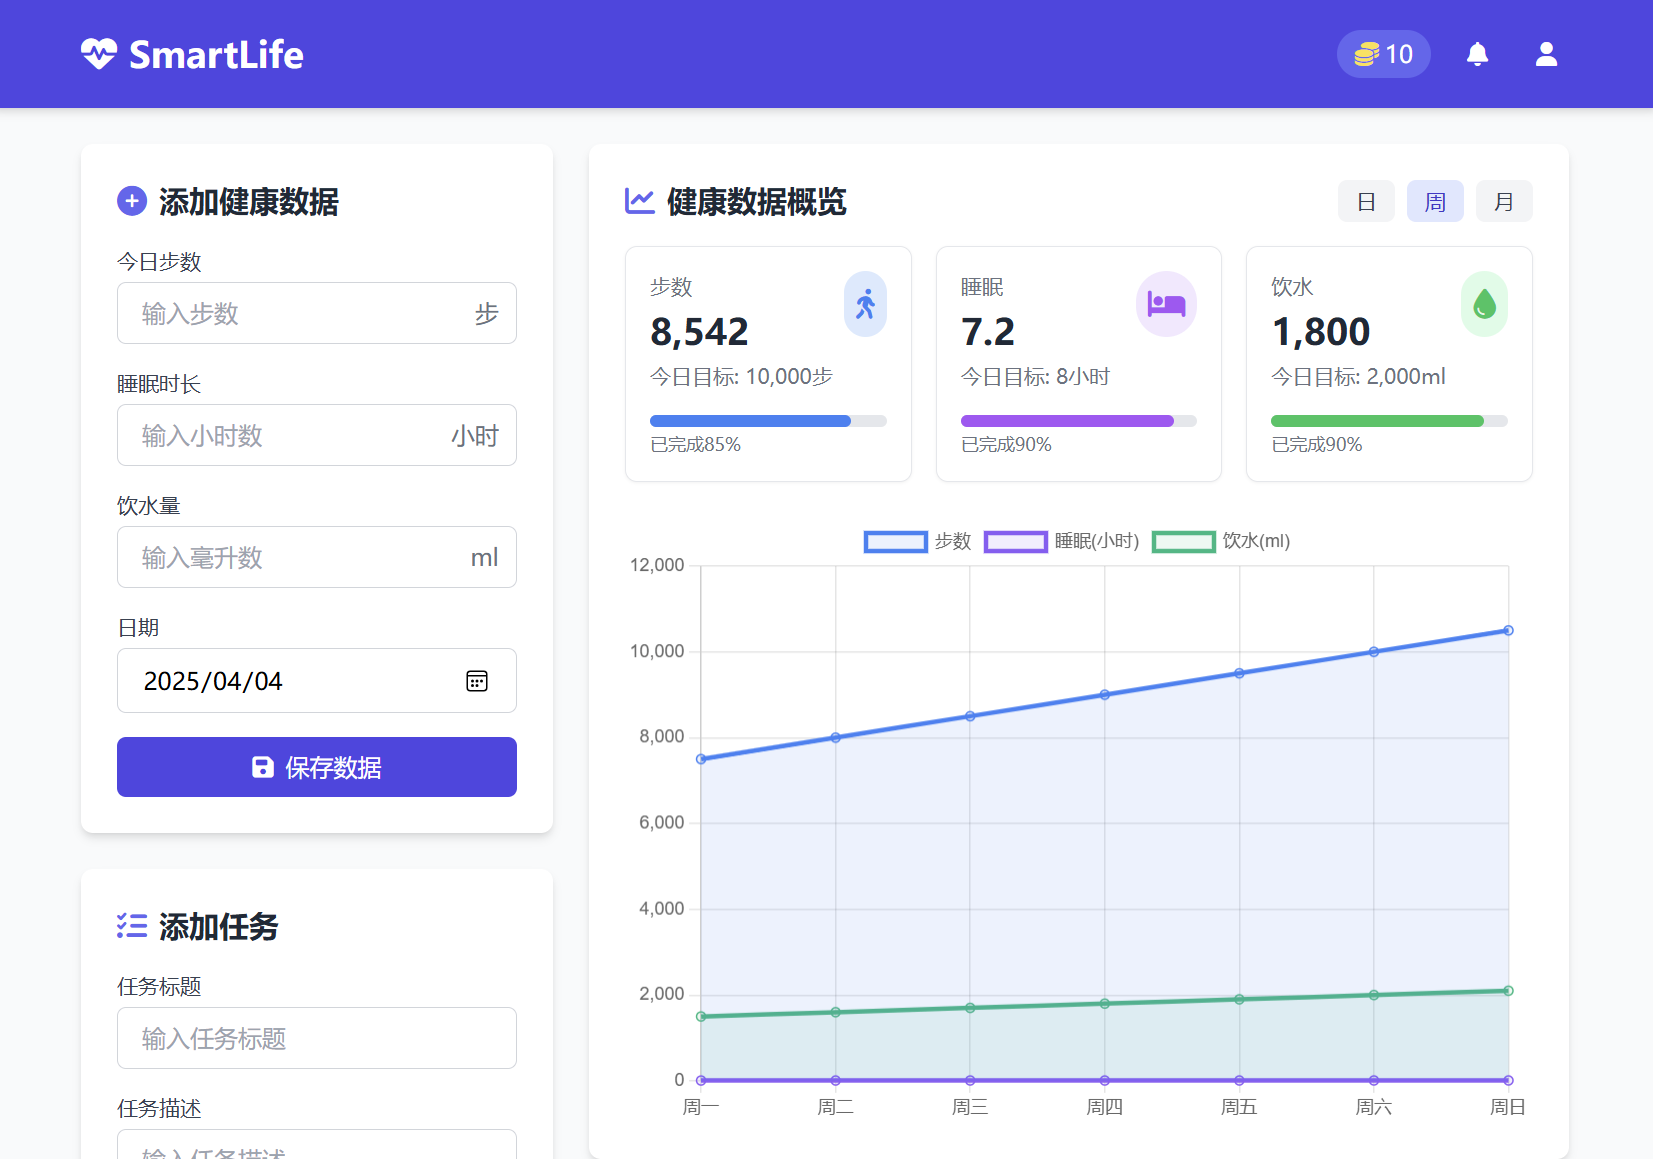 SmartLife
10
添加健康数据
今日步数
输入步数 步
睡眠时长
输入小时数 小时
饮水量
输入毫升数 ml
日期
2025/04/04
保存数据
添加任务
任务标题
输入任务标题
任务描述
输入任务描述
健康数据概览
日 周 月
步数
8,542
今日目标: 10,000步
已完成85%
睡眠
7.2
今日目标: 8小时
已完成90%
饮水
1,800
今日目标: 2,000ml
已完成90%
步数 睡眠(小时) 饮水(ml)
12,000
10,000
8,000
6,000
4,000
2,000
0
周一 周二 周三 周四 周五 周六 周日